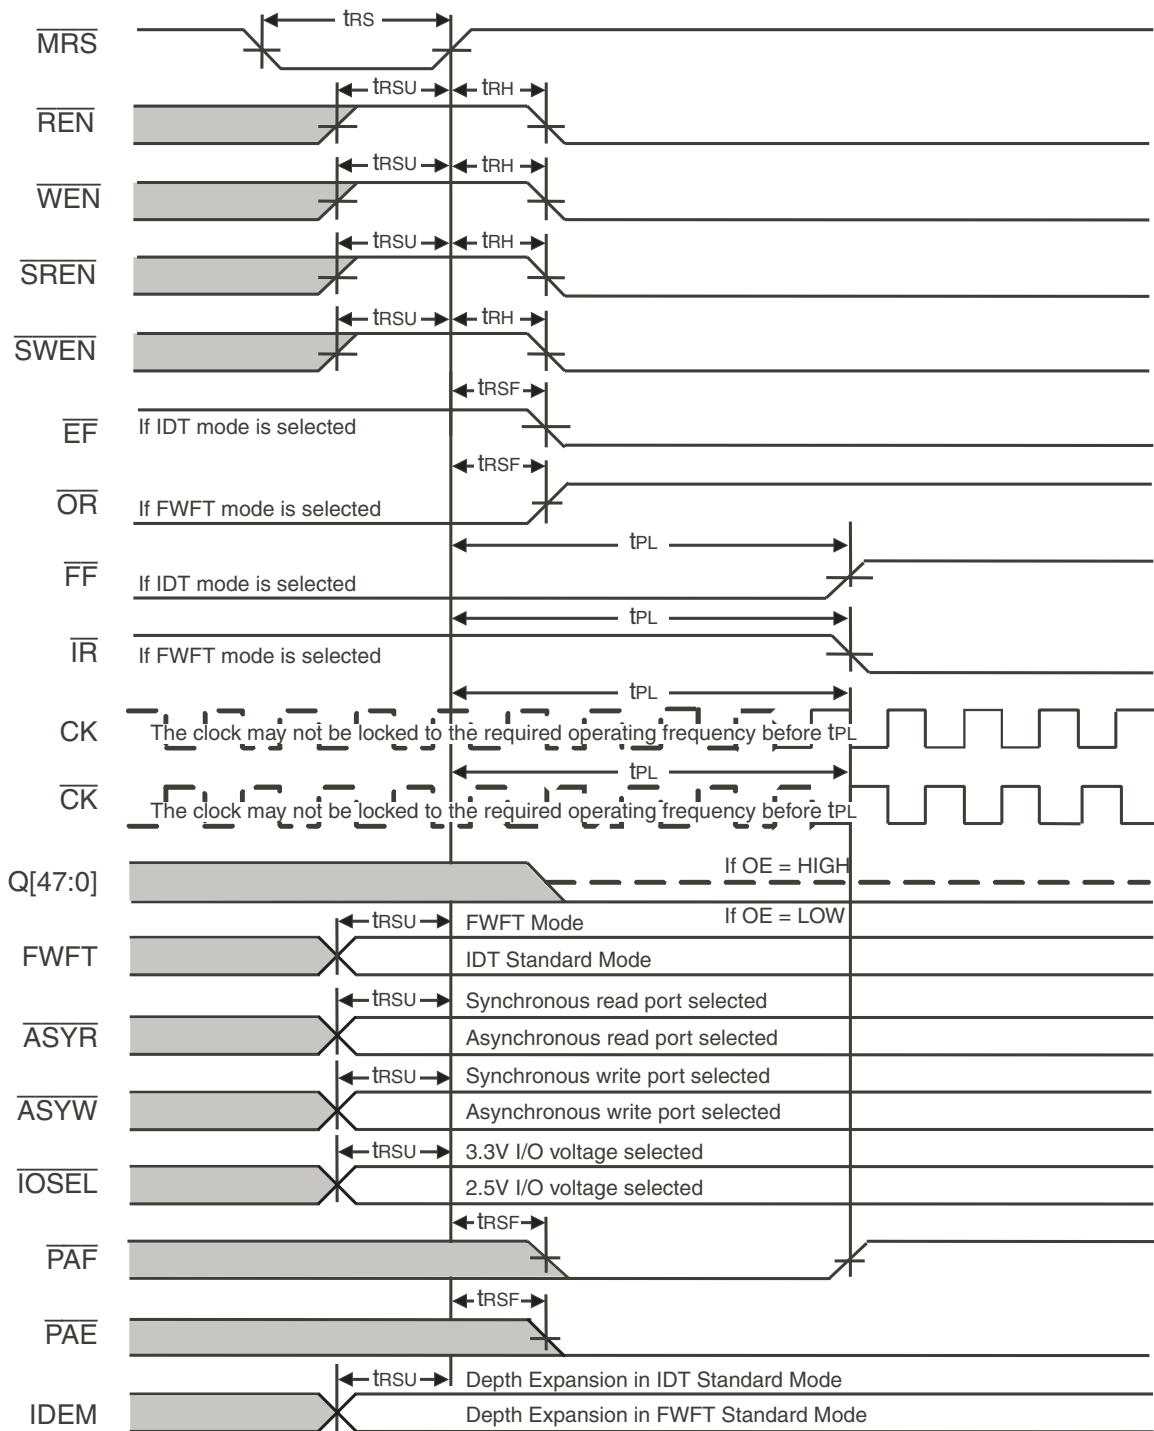 MRS tRS
tRSU tRH
REN
tRSU tRH
WEN
tRSU tRH
SREN
tRSU tRH
SWEN
tRSF
EF If IDT mode is selected
tRSF
OR If FWFT mode is selected
tPL
FF If IDT mode is selected
tPL
IR If FWFT mode is selected
tPL
CK The clock may not be locked to the required operating frequency before tPL
tPL
CK The clock may not be locked to the required operating frequency before tPL
If OE = HIGH
Q[47:0]
If OE = LOW
tRSU FWFT Mode
FWFT IDT Standard Mode
tRSU Synchronous read port selected
ASYR Asynchronous read port selected
tRSU Synchronous write port selected
ASYW Asynchronous write port selected
tRSU 3.3V I/O voltage selected
IOSEL 2.5V I/O voltage selected
tRSF
PAF
tRSF
PAE
tRSU Depth Expansion in IDT Standard Mode
IDEM Depth Expansion in FWFT Standard Mode